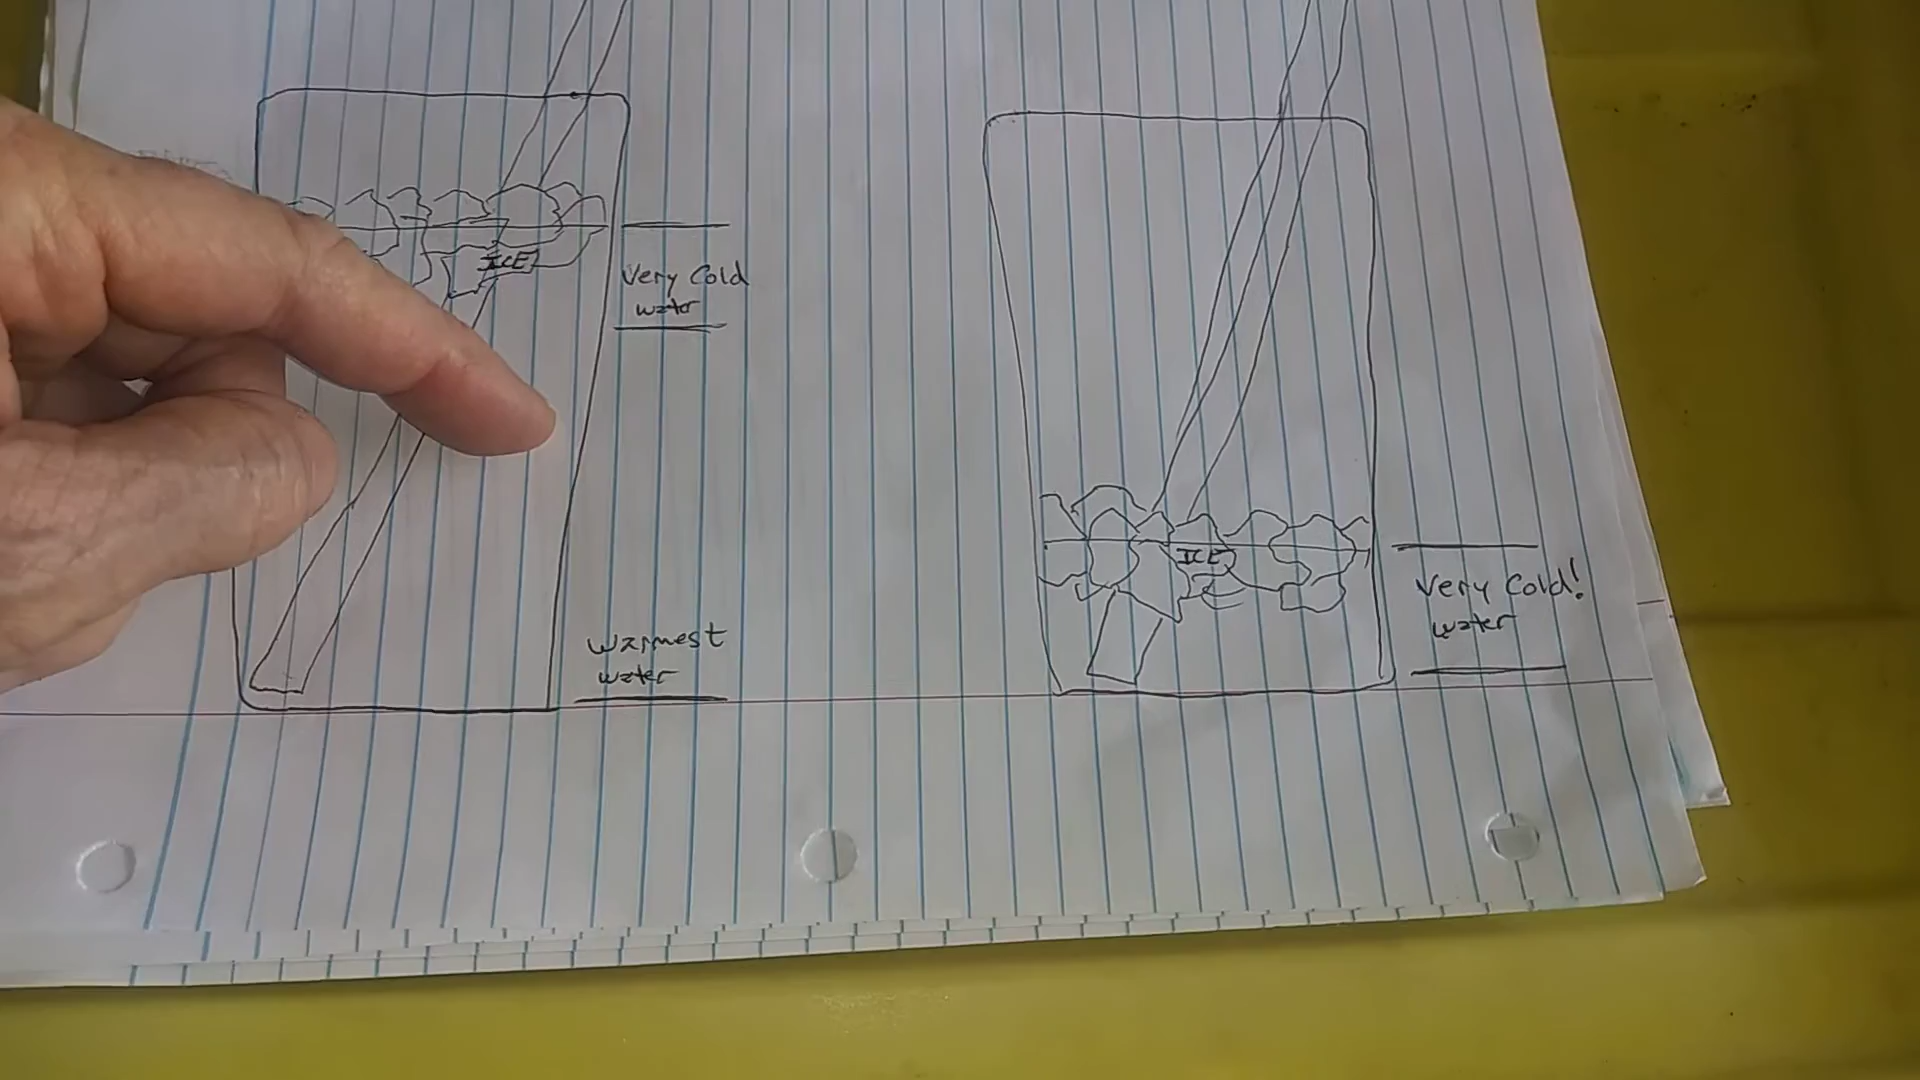 ICE
Very Cold
water
Warmest
water
ICE
Very Cold!
water